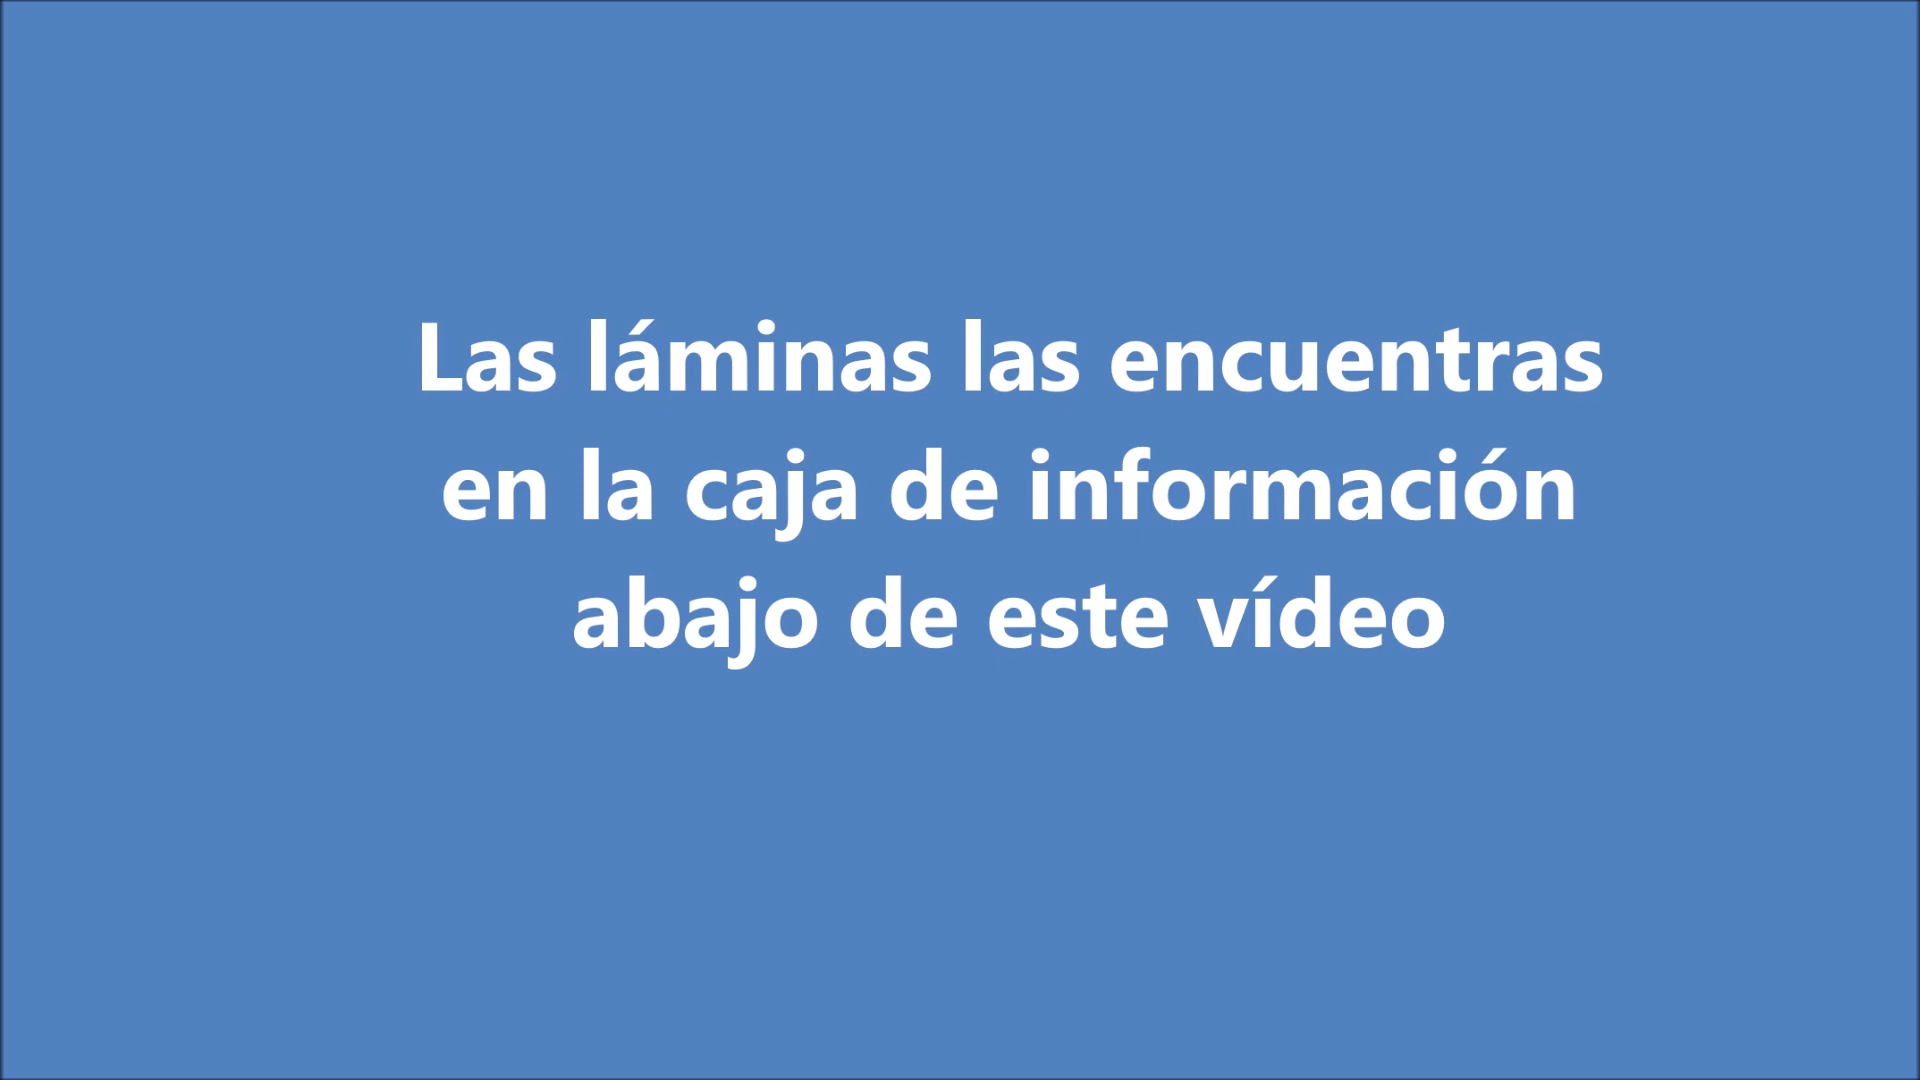 Las láminas las encuentras
en la caja de información
abajo de este vídeo